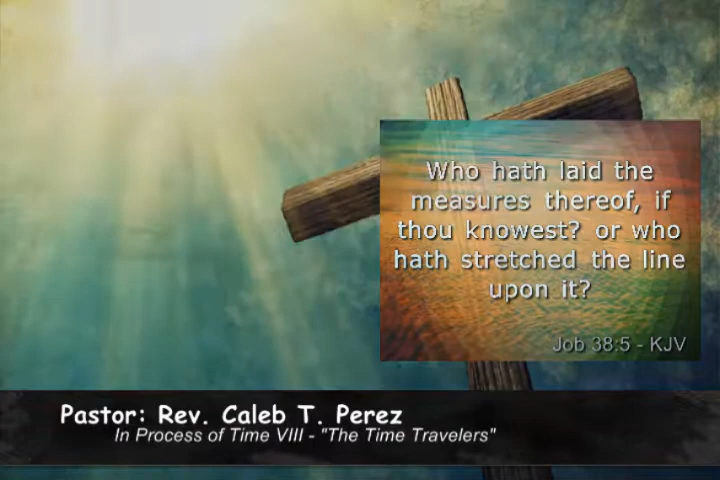 Who hath laid the
measures thereof, if
thou knowest? or who
hath stretched the line
upon it?
Job 38:5 - KJV
Pastor: Rev. Caleb T. Perez
In Process of Time VIII - "The Time Travelers"